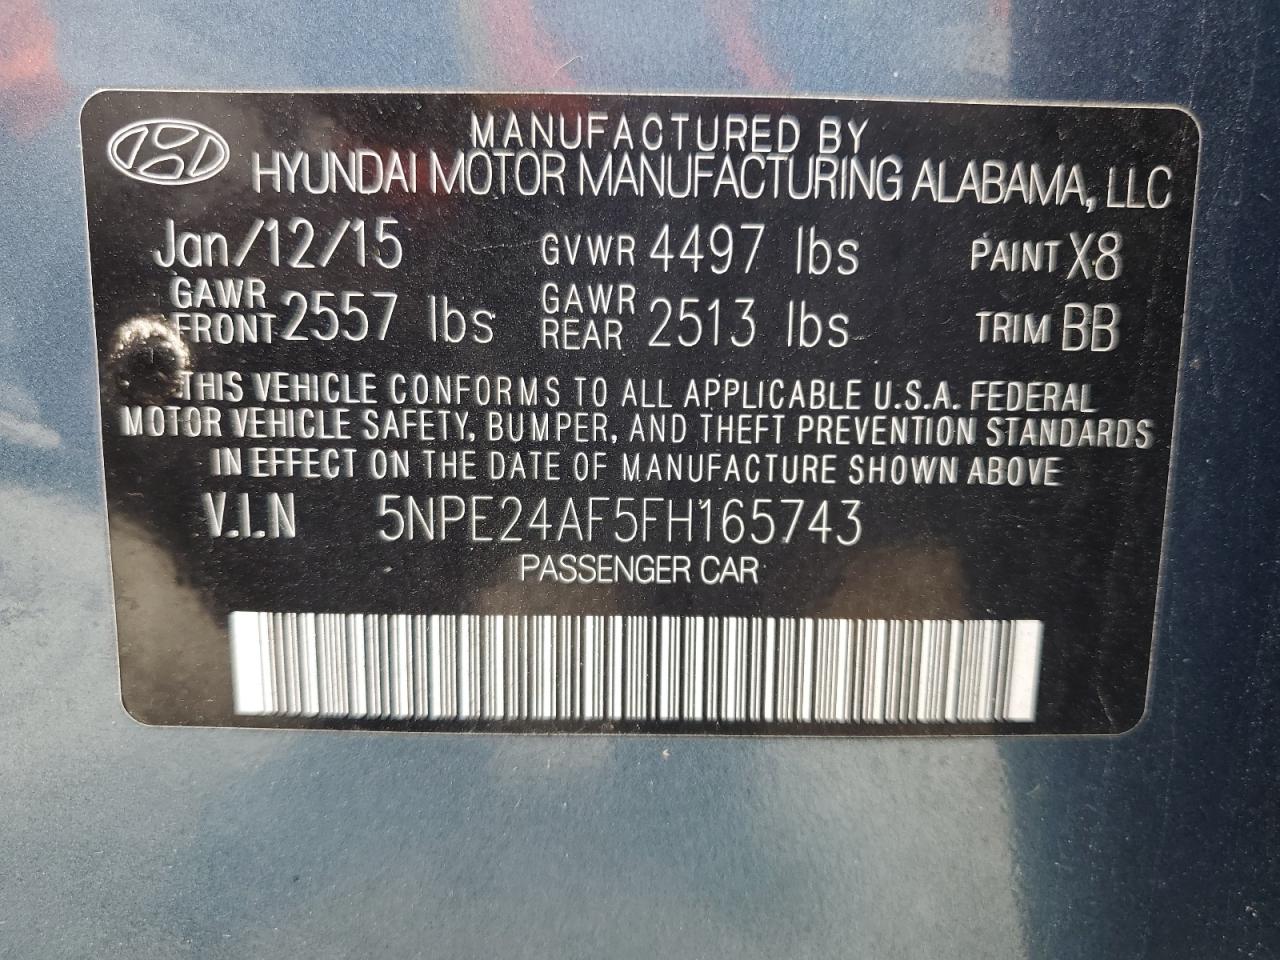 MANUFACTURED BY
HYUNDAI MOTOR MANUFACTURING ALABAMA, LLC
Jan/12/15 GVWR 4497 lbs PAINT X8
GAWR FRONT 2557 lbs GAWR REAR 2513 lbs TRIM BB
THIS VEHICLE CONFORMS TO ALL APPLICABLE U.S.A. FEDERAL
MOTOR VEHICLE SAFETY, BUMPER, AND THEFT PREVENTION STANDARDS
IN EFFECT ON THE DATE OF MANUFACTURE SHOWN ABOVE
V.I.N 5NPE24AF5FH165743
PASSENGER CAR